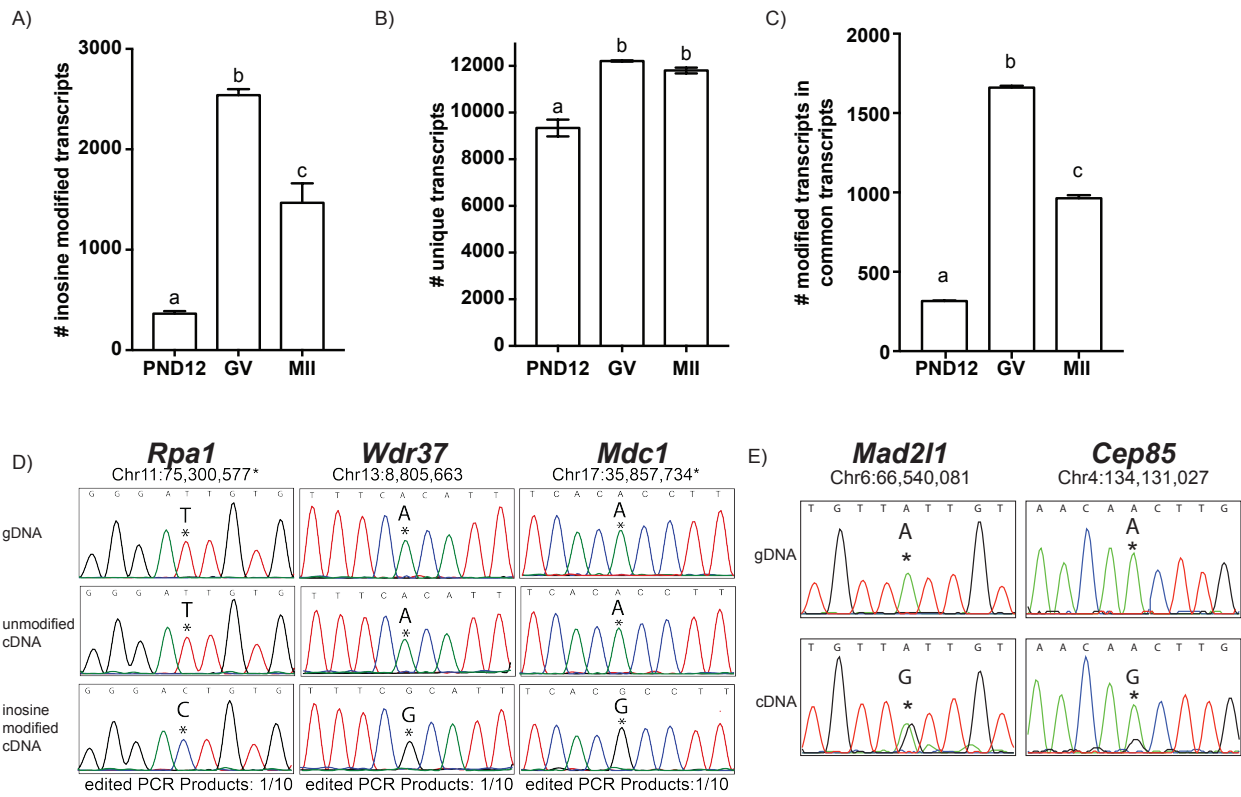 A)
# inosine modified transcripts
3000
2000
1000
0
a
b
c
PND12 GV MII
B)
# unique transcripts
12000
10000
8000
6000
4000
2000
0
a
b
b
PND12 GV MII
C)
# modified transcripts in
common transcripts
2000
1500
1000
500
0
a
b
c
PND12 GV MII
D)
Rpa1
Chr11:75,300,577*
Wdr37
Chr13:8,805,663
Mdc1
Chr17:35,857,734*
gDNA
G G G A T T G T G
T
*
T T T C A C A T T
A
*
T C A C A C C T T
A
*
unmodified
cDNA
G G G A T T G T G
T
*
T T T C A C A T T
A
*
T C A C A C C T T
A
*
inosine
modified
cDNA
G G G A C T G T G
C
*
T T T C G C A T T
G
*
T C A C G C C T T
G
*
edited PCR Products: 1/10
edited PCR Products: 1/10
edited PCR Products:1/10
E)
Mad2l1
Chr6:66,540,081
Cep85
Chr4:134,131,027
gDNA
T G T T A T T G T
A
*
A A C A A C T T G
A
*
cDNA
T G T T A T T G T
G
*
A A C A A C T T G
G
*